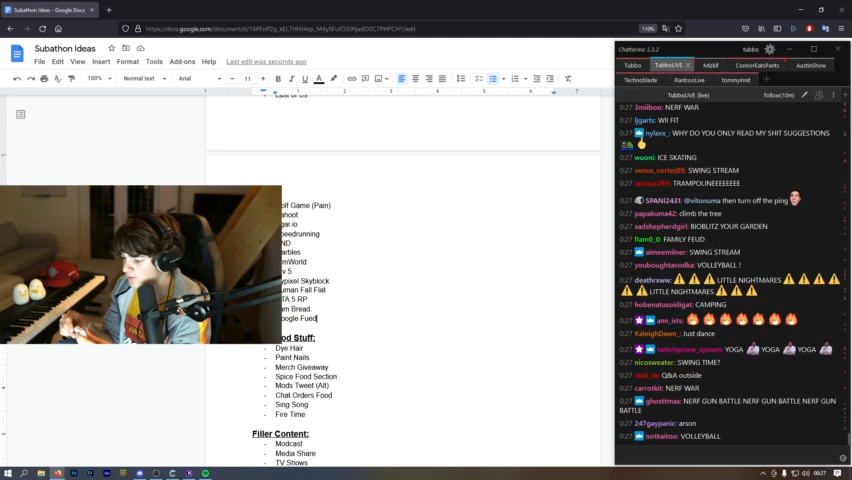 Subathon Ideas - Google Docs
110%
Subathon Ideas
File Edit View Insert Format Tools Add-ons Help Last edit was seconds ago
100% Normal text Arial 11
Last of Us
olf Game (Pain)
ahoot
gar.io
peedrunning
ND
arbles
mWorld
v 5
ypixel Skyblock
uman Fall Flat
TA 5 RP
am Bread
oogle Fued
od Stuff:
- Dye Hair
- Paint Nails
- Merch Giveaway
- Spice Food Section
- Mods Tweet (Alt)
- Chat Orders Food
- Sing Song
- Fire Time
Filler Content:
- Modcast
- Media Share
- TV Shows
Chatterino 2.3.2
tubbo
Tubbo TubboLIVE Mizkif ConnorEatsPants AustinShow
Technoblade RanbooLive tommyinnit
TubboLIVE (live) follow(10m)
0:27 3miiboo: NERF WAR
0:27 ljgarts: WII FIT
0:27 nylaxx_: WHY DO YOU ONLY READ MY SHIT SUGGESTIONS
0:27 wuoni: ICE SKATING
0:27 venus_cortez05: SWING STREAM
0:27 TRAMPOLINEEEEEEE
0:27 SPANI2431: @vitonuma then turn off the ping
0:27 papakuma42: climb the tree
0:27 sadshepherdgirl: BIOBLITZ YOUR GARDEN
0:27 l1am0_0: FAMILY FEUD
0:27 aimeemilner: SWING STREAM
0:27 youboughtavodka: VOLLEYBALL !
0:27 deathrxww: LITTLE NIGHTMARES
LITTLE NIGHTMARES
0:27 hobenatusoidigat: CAMPING
0:27 ann_ists:
0:27 KaleighDawn_: Just dance
0:27 twitchprime_system: YOGA YOGA YOGA
0:27 nicosweater: SWING TIME?
0:27 Q&A outside
0:27 carrotkit: NERF WAR
0:27 ghosttmas: NERF GUN BATTLE NERF GUN BATTLE NERF GUN
BATTLE
0:27 247gaypanic: arson
0:27 notkaitoo: VOLLEYBALL
00:27